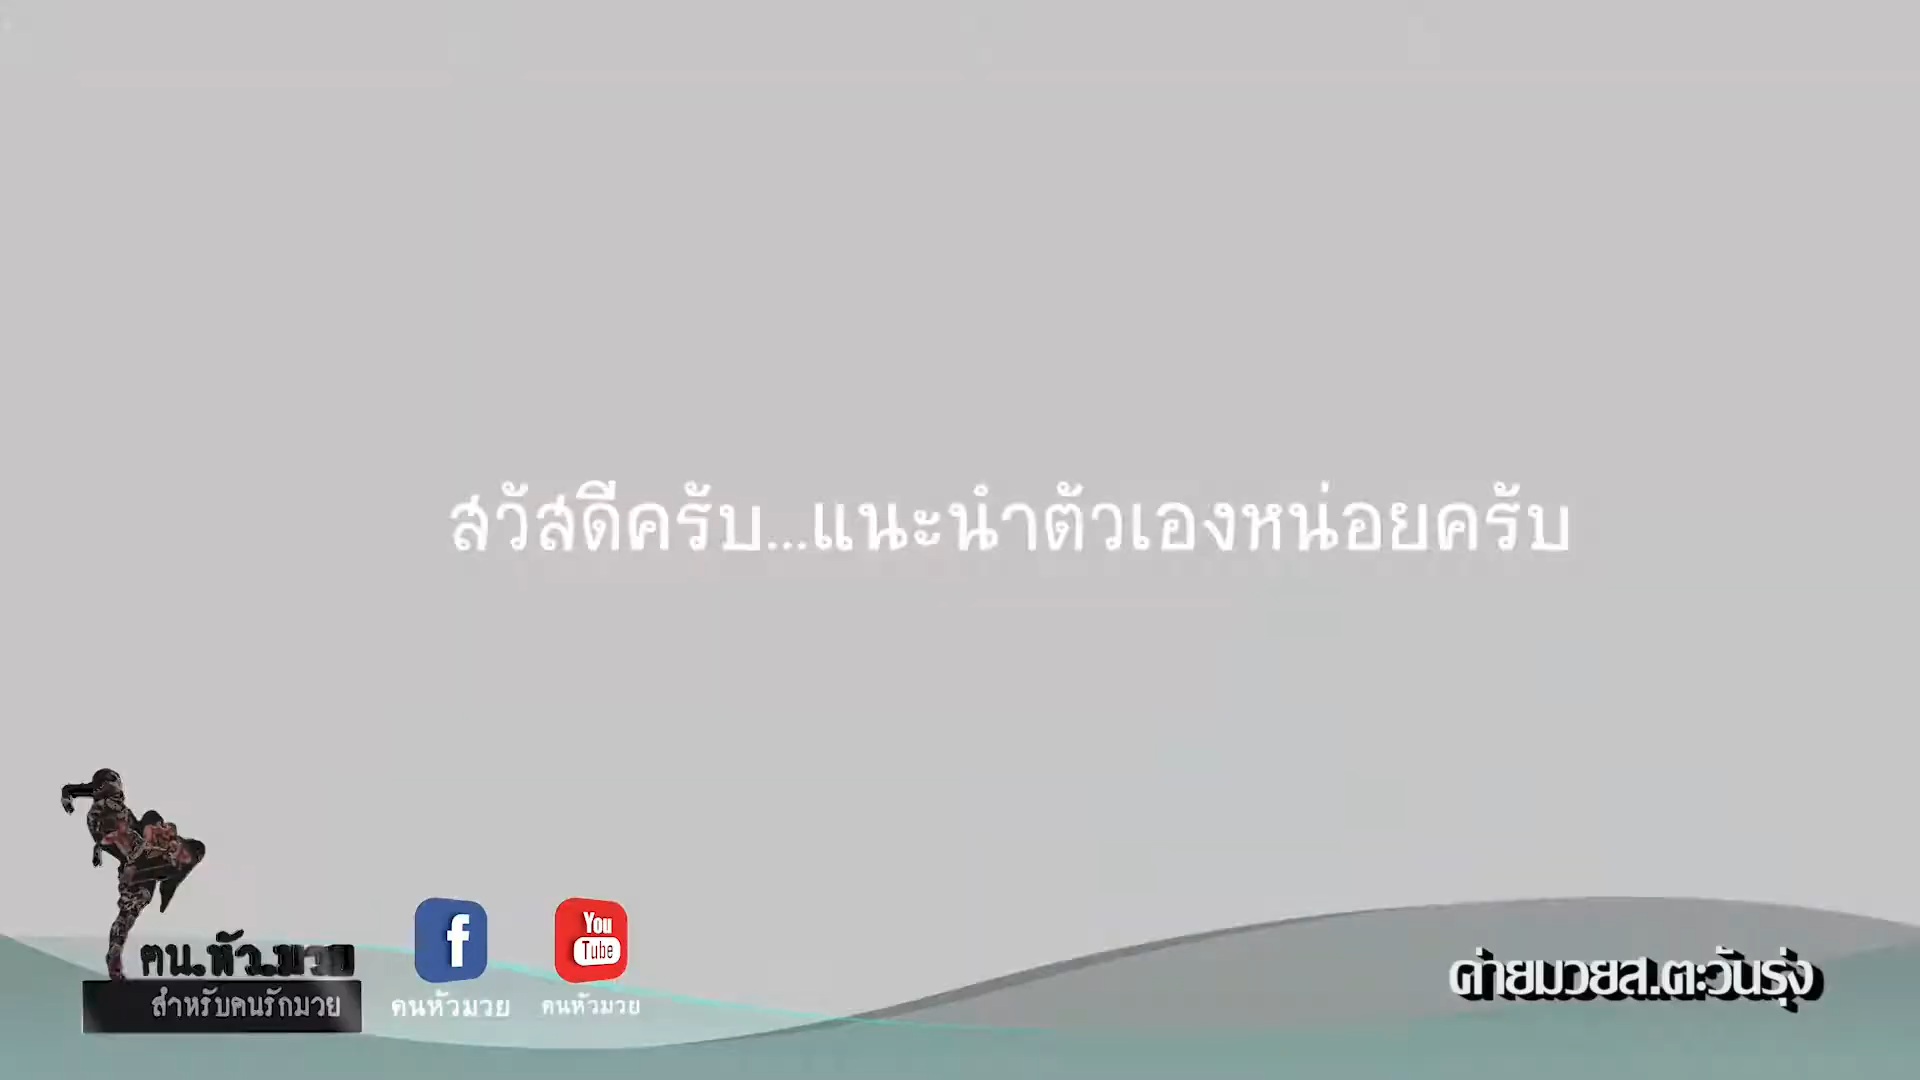 สวัสดีครับ...แนะนำตัวเองหน่อยครับ
คน.หัว.มวย
สำหรับคนรักมวย
You
Tube
คนหัวมวย
คนหัวมวย
ค่ายมวยส.ตะวันรุ่ง